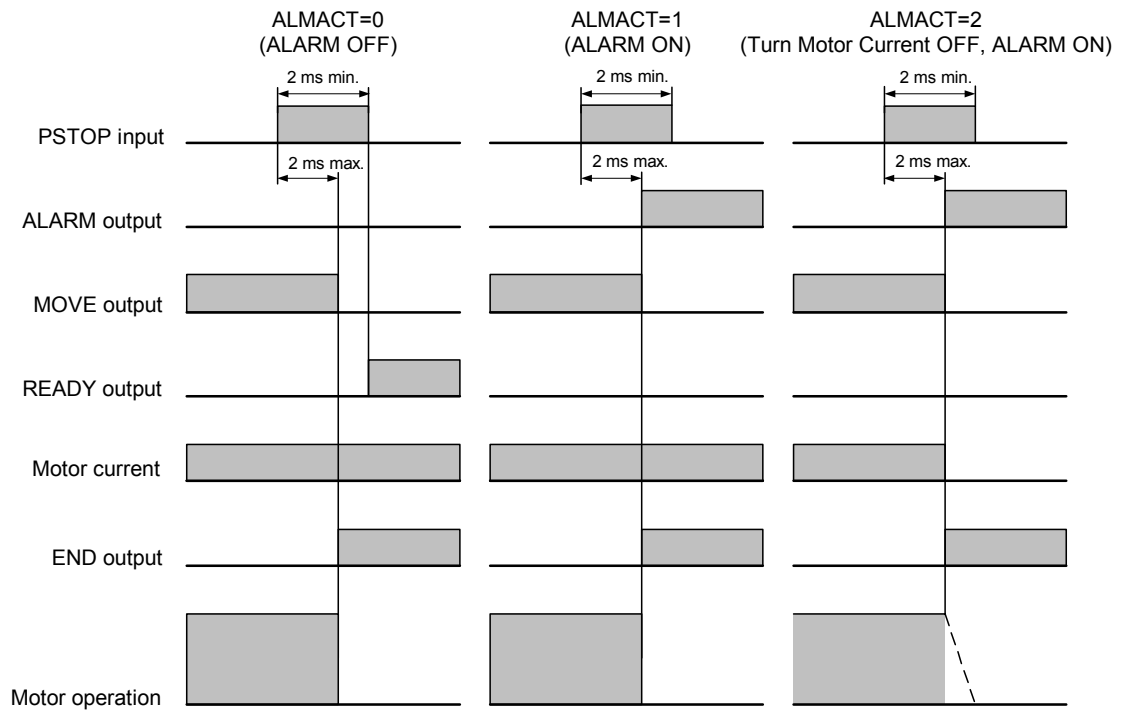 ALMACT=0
(ALARM OFF)
ALMACT=1
(ALARM ON)
ALMACT=2
(Turn Motor Current OFF, ALARM ON)
2 ms min.
2 ms min.
2 ms min.
PSTOP input
2 ms max.
2 ms max.
2 ms max.
ALARM output
MOVE output
READY output
Motor current
END output
Motor operation